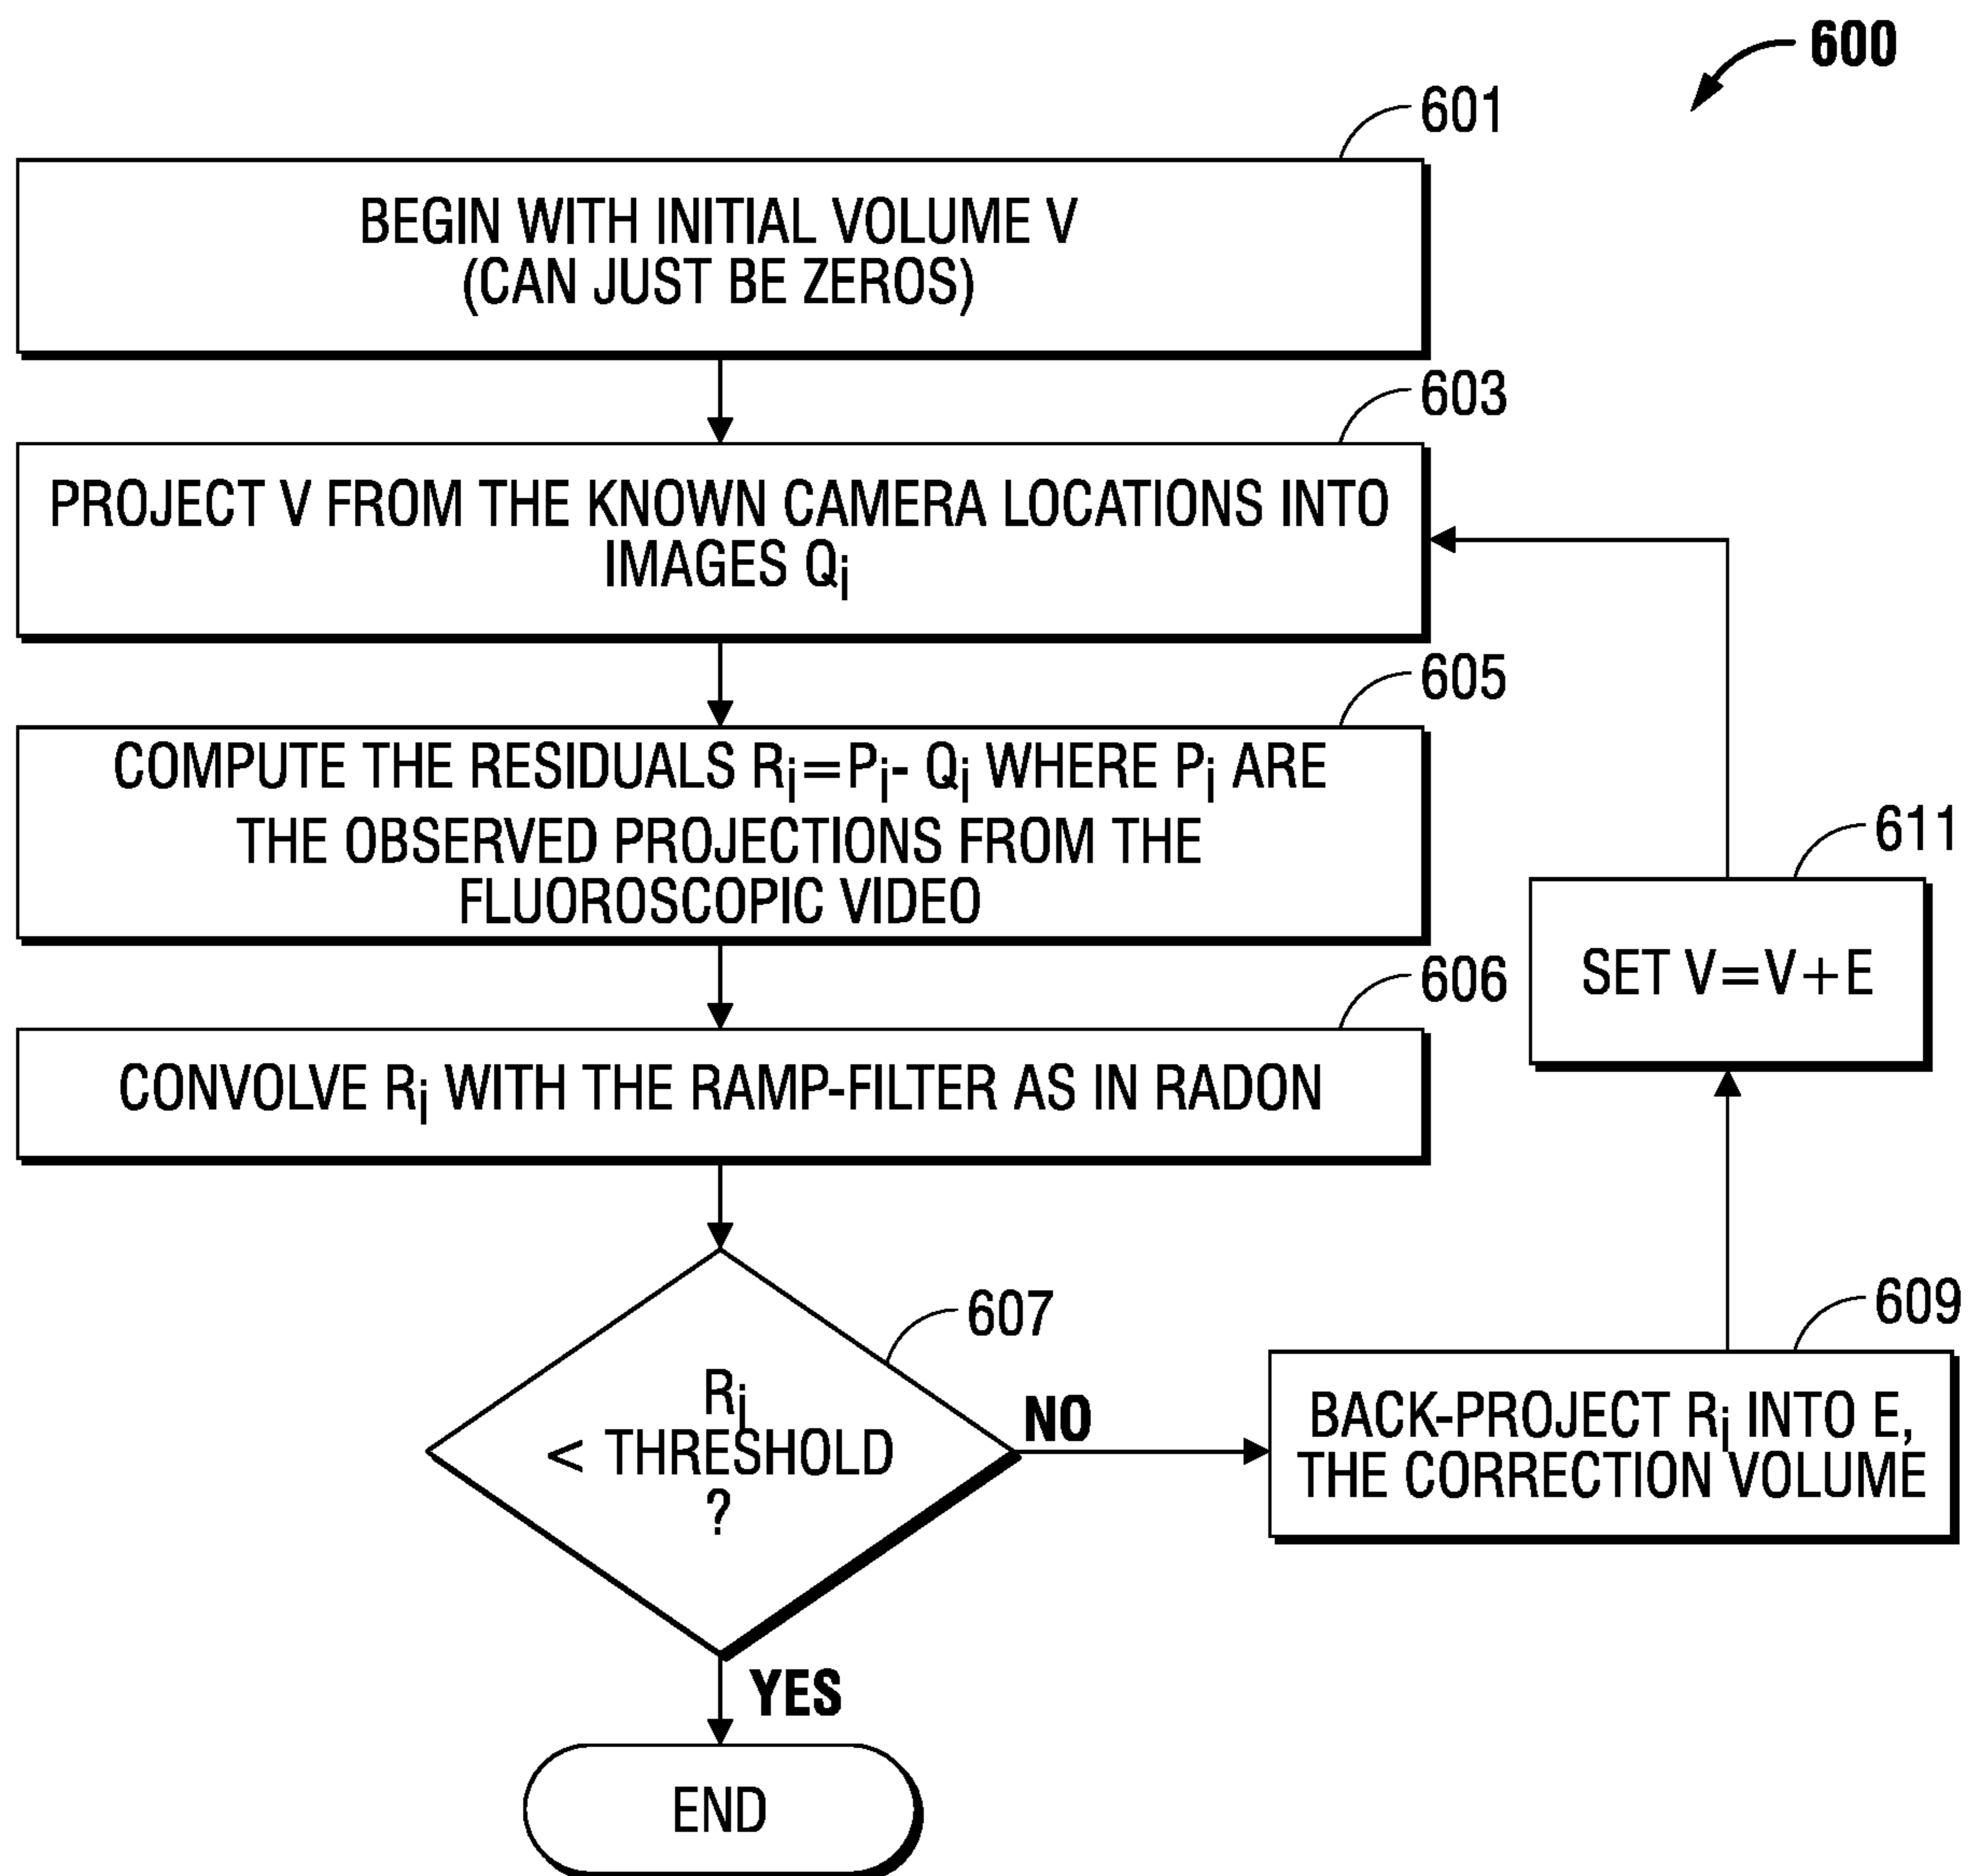 600
601
BEGIN WITH INITIAL VOLUME V
(CAN JUST BE ZEROS)
603
PROJECT V FROM THE KNOWN CAMERA LOCATIONS INTO
IMAGES Qi
605
COMPUTE THE RESIDUALS Ri=Pi- Qi WHERE Pi ARE
THE OBSERVED PROJECTIONS FROM THE
FLUOROSCOPIC VIDEO
606
CONVOLVE Ri WITH THE RAMP-FILTER AS IN RADON
607
Ri
< THRESHOLD
?
NO
YES
END
609
BACK-PROJECT Ri INTO E,
THE CORRECTION VOLUME
611
SET V=V+E